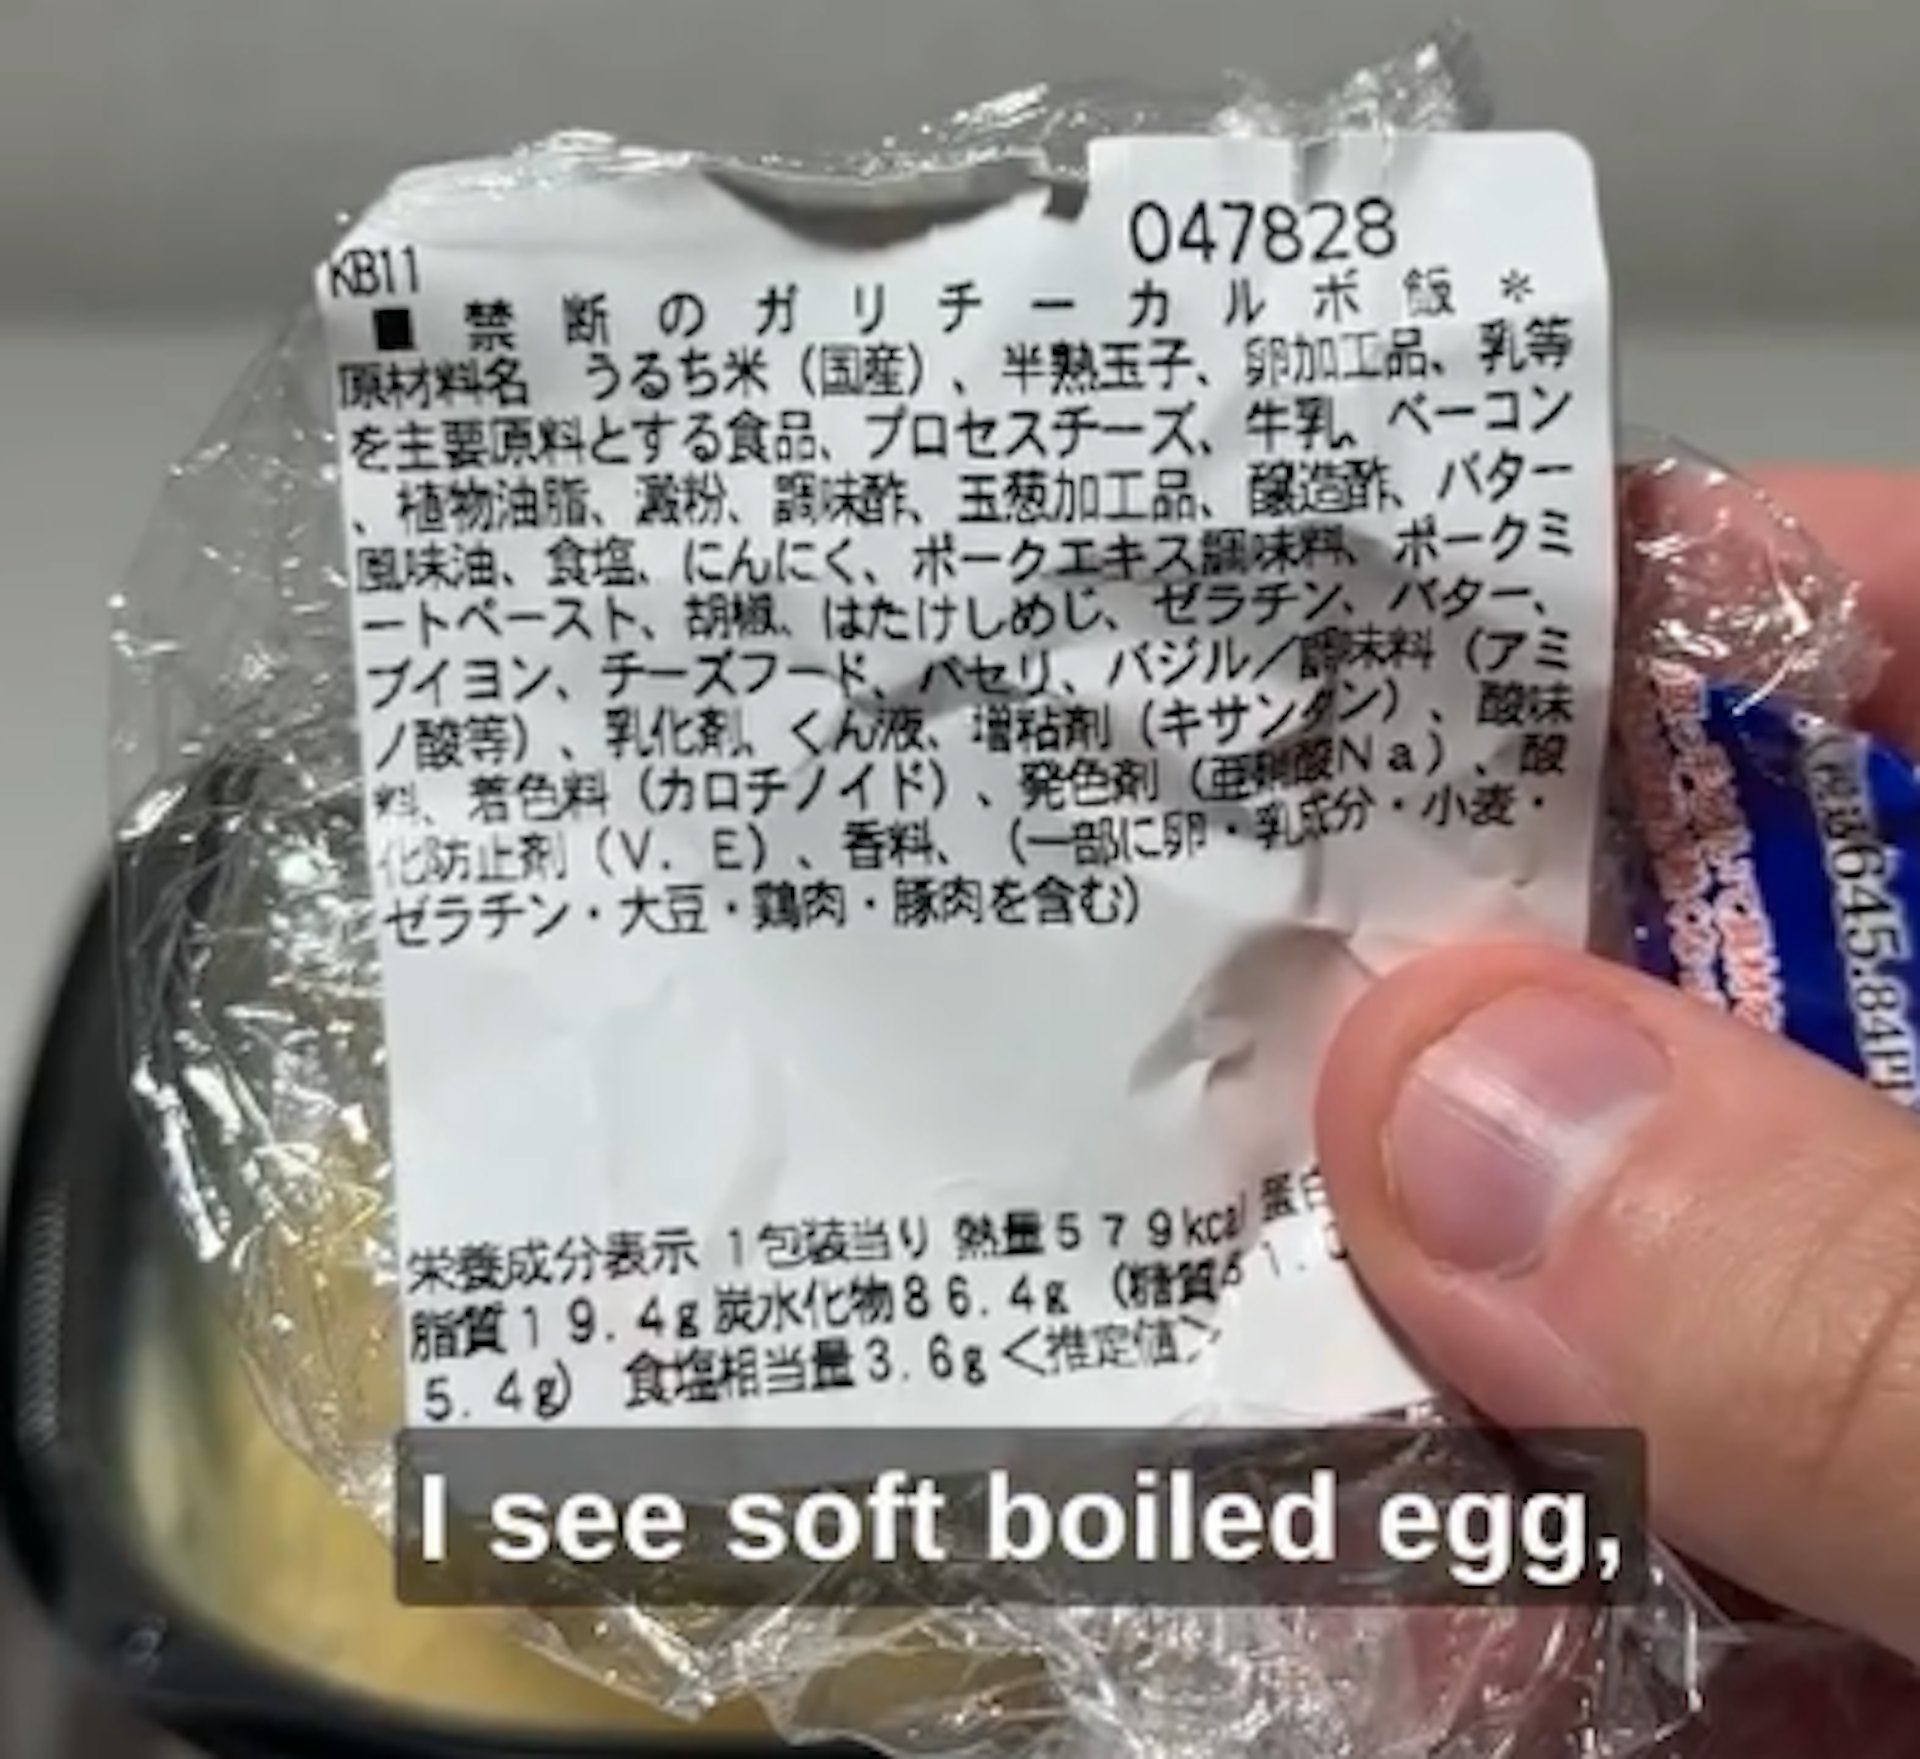 047828
KB11
■ 禁断のガリチーカルボ飯*
原材料名 うるち米(国産)、半熟玉子、卵加工品、乳等
を主要原料とする食品、プロセスチーズ、牛乳、ベーコン
、植物油脂、澱粉、調味酢、玉葱加工品、醸造酢、バター
風味油、食塩、にんにく、ポークエキス調味料、ポークミ
ートペースト、胡椒、はたけしめじ、ゼラチン、バター、
ブイヨン、チーズフード、パセリ、バジル/調味料(アミ
ノ酸等)、乳化剤、くん液、増粘剤(キサンタン)、酸味
料、着色料(カロチノイド)、発色剤(亜硝酸Na)、酸
化防止剤(V.E)、香料、(一部に卵・乳成分・小麦・
ゼラチン・大豆・鶏肉・豚肉を含む)
栄養成分表示 1包装当り 熱量579kcal 蛋白
脂質19.4g 炭水化物86.4g (糖質
5.4g) 食塩相当量3.6g <推定値>
645.84円
I see soft boiled egg,